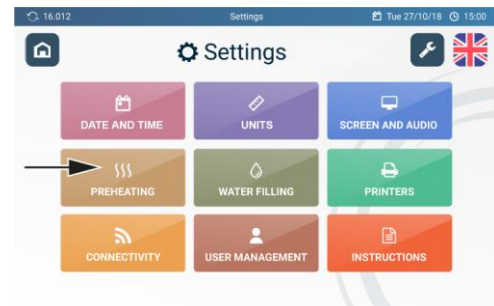 16.012 Settings Tue 27/10/18 15:00
Settings
DATE AND TIME UNITS SCREEN AND AUDIO
PREHEATING WATER FILLING PRINTERS
CONNECTIVITY USER MANAGEMENT INSTRUCTIONS